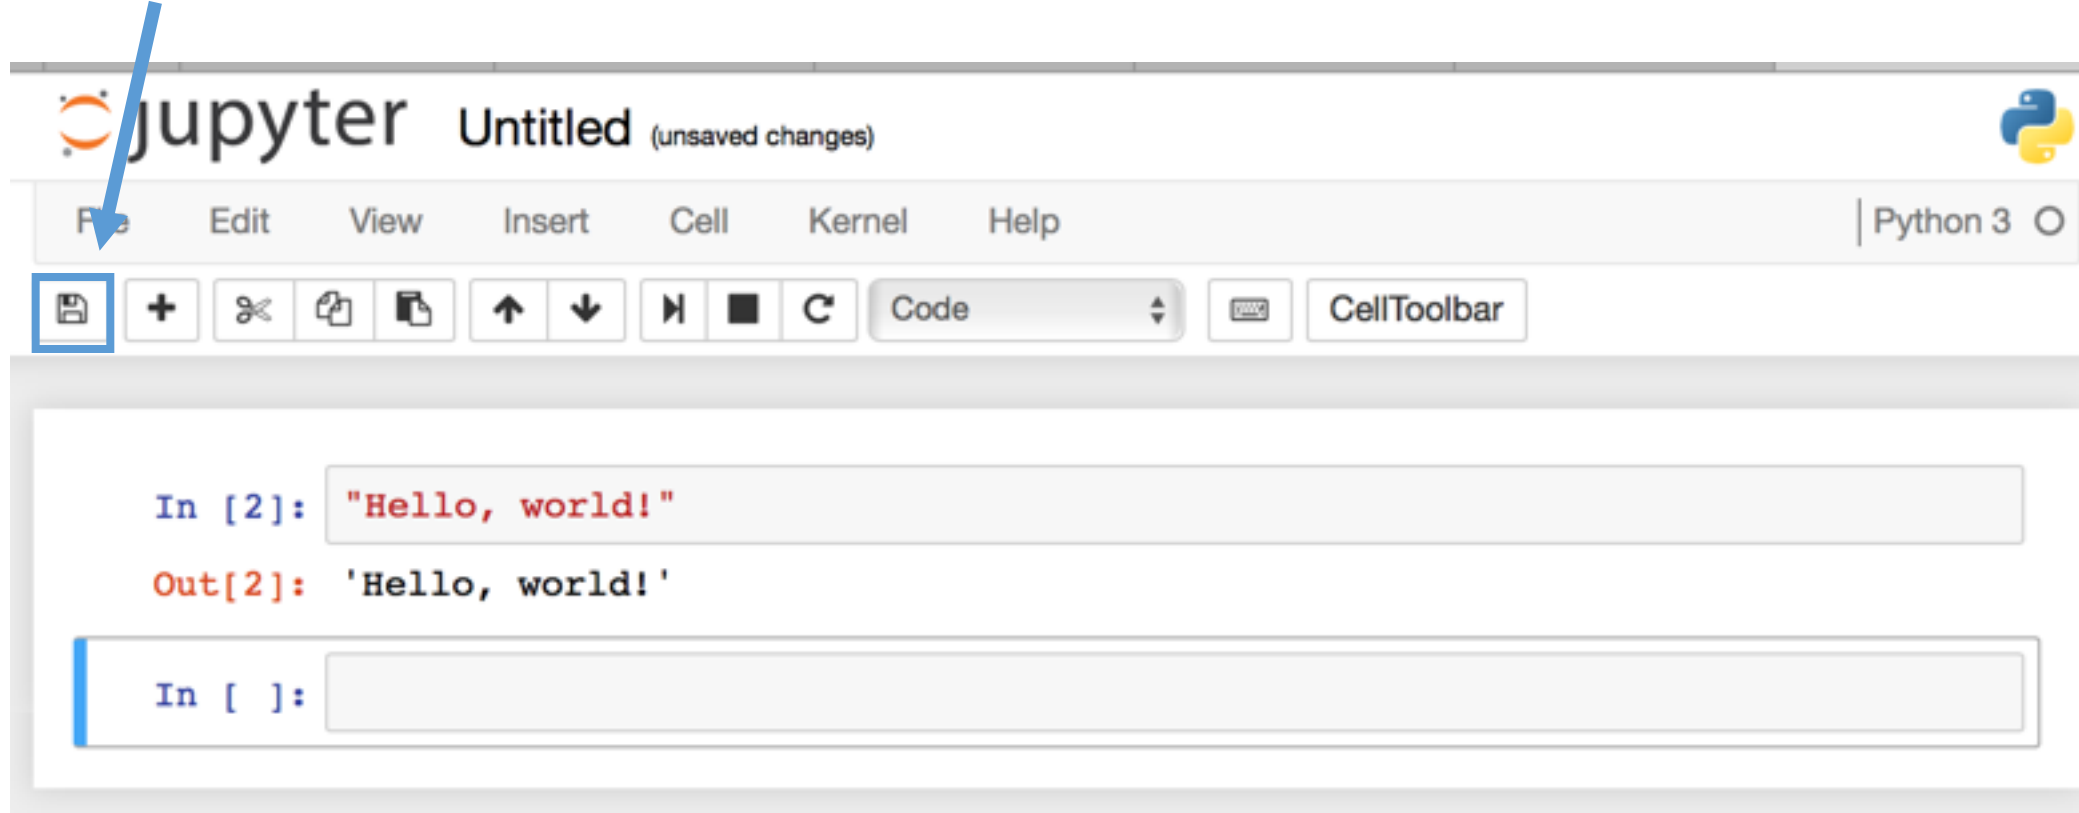 jupyter Untitled (unsaved changes)
File Edit View Insert Cell Kernel Help Python 3
Code CellToolbar
In [2]: "Hello, world!"
Out[2]: 'Hello, world!'
In [ ]: